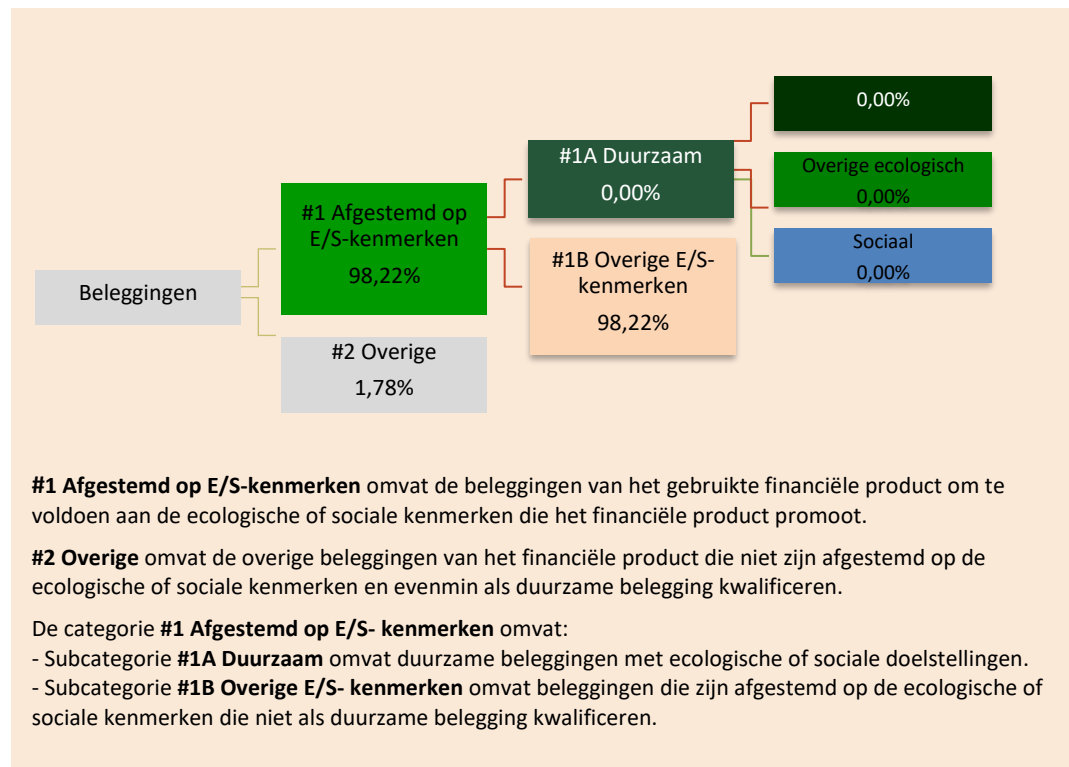 0,00%
#1A Duurzaam
0,00%
Overige ecologisch
0,00%
#1 Afgestemd op
E/S-kenmerken
98,22%
Sociaal
0,00%
#1B Overige E/S-
kenmerken
98,22%
Beleggingen
#2 Overige
1,78%
#1 Afgestemd op E/S-kenmerken omvat de beleggingen van het gebruikte financiële product om te
voldoen aan de ecologische of sociale kenmerken die het financiële product promoot.
#2 Overige omvat de overige beleggingen van het financiële product die niet zijn afgestemd op de
ecologische of sociale kenmerken en evenmin als duurzame belegging kwalificeren.
De categorie #1 Afgestemd op E/S- kenmerken omvat:
- Subcategorie #1A Duurzaam omvat duurzame beleggingen met ecologische of sociale doelstellingen.
- Subcategorie #1B Overige E/S- kenmerken omvat beleggingen die zijn afgestemd op de ecologische of
sociale kenmerken die niet als duurzame belegging kwalificeren.